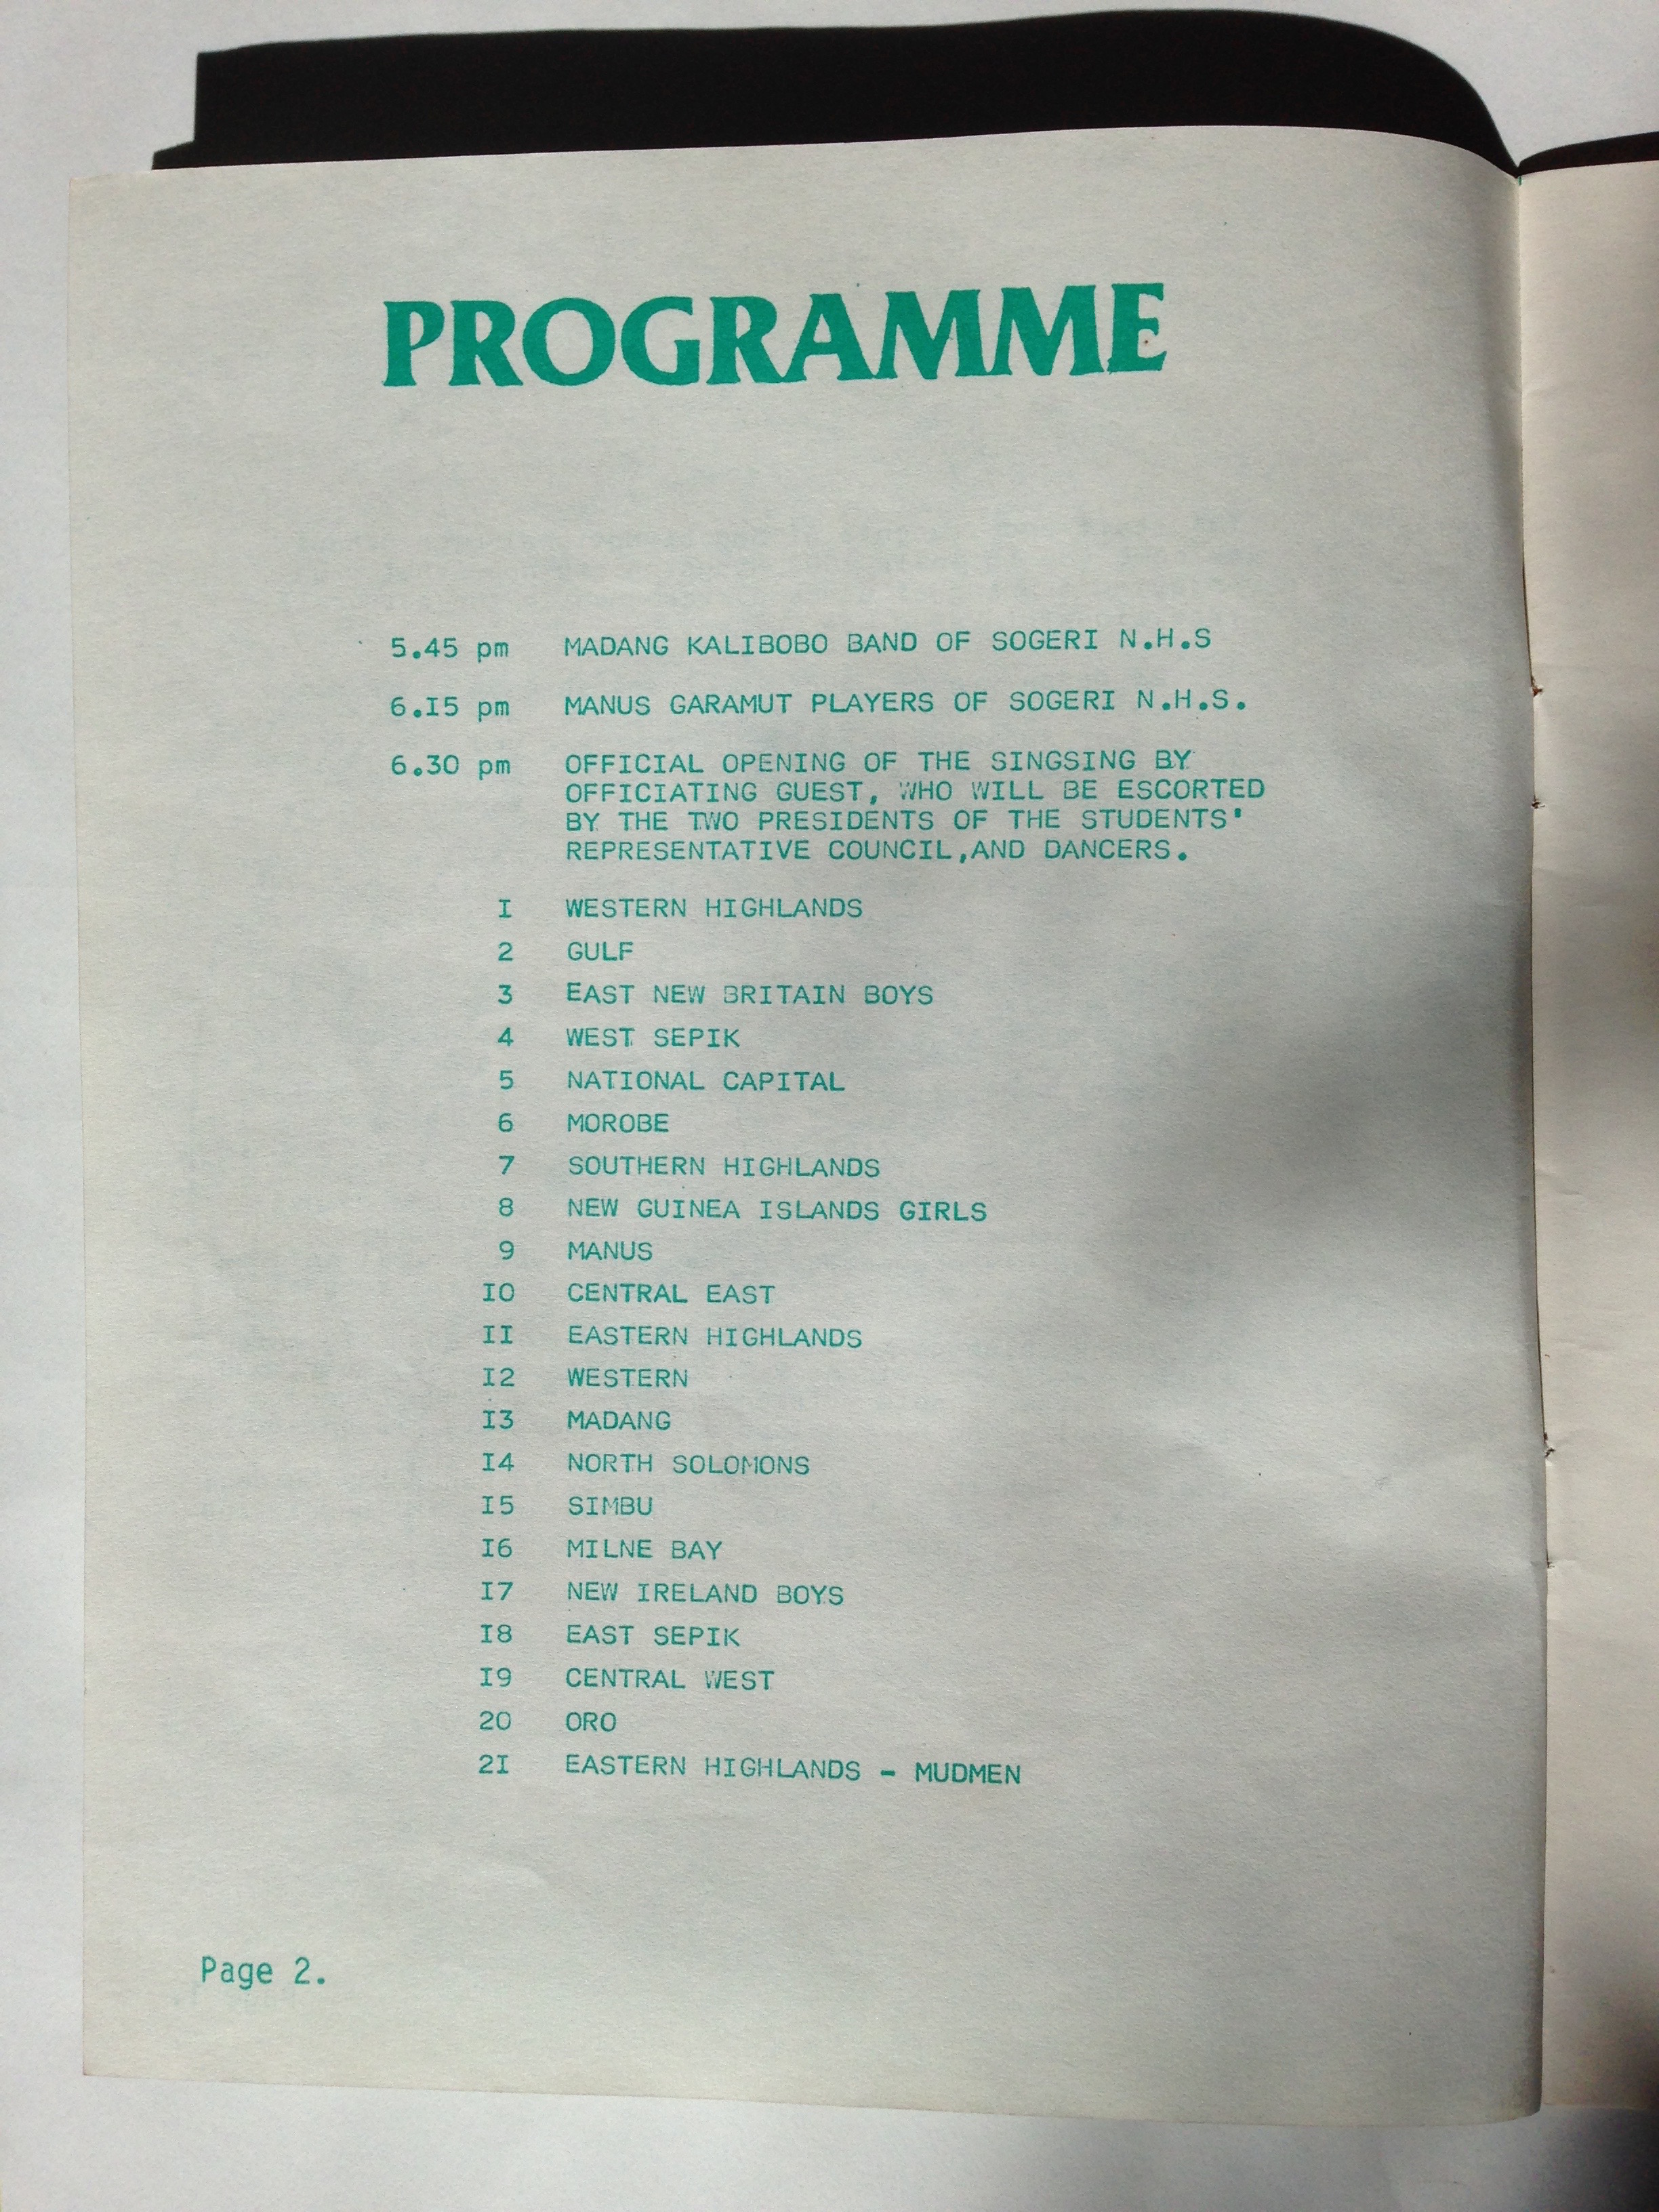 PROGRAMME
5.45 pm MADANG KALIBOBO BAND OF SOGERI N.H.S
6.I5 pm MANUS GARAMUT PLAYERS OF SOGERI N.H.S.
6.30 pm OFFICIAL OPENING OF THE SINGSING BY
OFFICIATING GUEST, WHO WILL BE ESCORTED
BY THE TWO PRESIDENTS OF THE STUDENTS'
REPRESENTATIVE COUNCIL,AND DANCERS.
I WESTERN HIGHLANDS
2 GULF
3 EAST NEW BRITAIN BOYS
4 WEST SEPIK
5 NATIONAL CAPITAL
6 MOROBE
7 SOUTHERN HIGHLANDS
8 NEW GUINEA ISLANDS GIRLS
9 MANUS
I0 CENTRAL EAST
II EASTERN HIGHLANDS
I2 WESTERN
I3 MADANG
I4 NORTH SOLOMONS
I5 SIMBU
I6 MILNE BAY
I7 NEW IRELAND BOYS
I8 EAST SEPIK
I9 CENTRAL WEST
20 ORO
2I EASTERN HIGHLANDS - MUDMEN
Page 2.